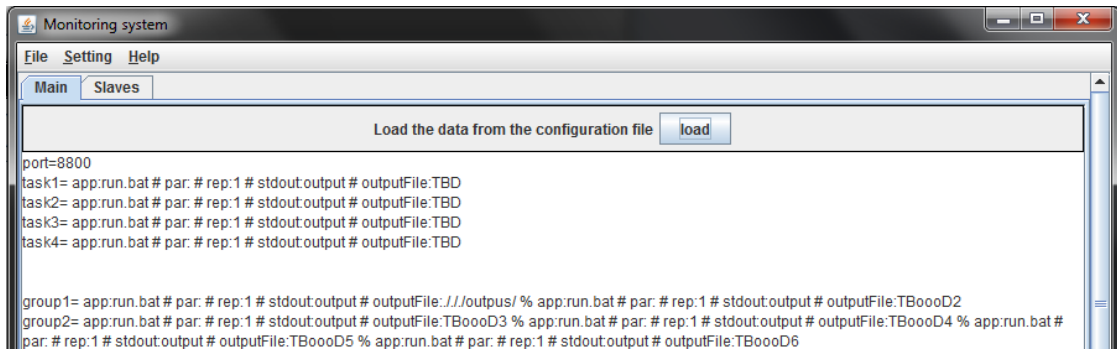 Monitoring system
File Setting Help
Main Slaves
Load the data from the configuration file load
port=8800
task1= app:run.bat # par: # rep:1 # stdout:output # outputFile:TBD
task2= app:run.bat # par: # rep:1 # stdout:output # outputFile:TBD
task3= app:run.bat # par: # rep:1 # stdout:output # outputFile:TBD
task4= app:run.bat # par: # rep:1 # stdout:output # outputFile:TBD
group1= app:run.bat # par: # rep:1 # stdout:output # outputFile:./././outpus/ % app:run.bat # par: # rep:1 # stdout:output # outputFile:TBoooD2
group2= app:run.bat # par: # rep:1 # stdout:output # outputFile:TBoooD3 % app:run.bat # par: # rep:1 # stdout:output # outputFile:TBoooD4 % app:run.bat #
par: # rep:1 # stdout:output # outputFile:TBoooD5 % app:run.bat # par: # rep:1 # stdout:output # outputFile:TBoooD6